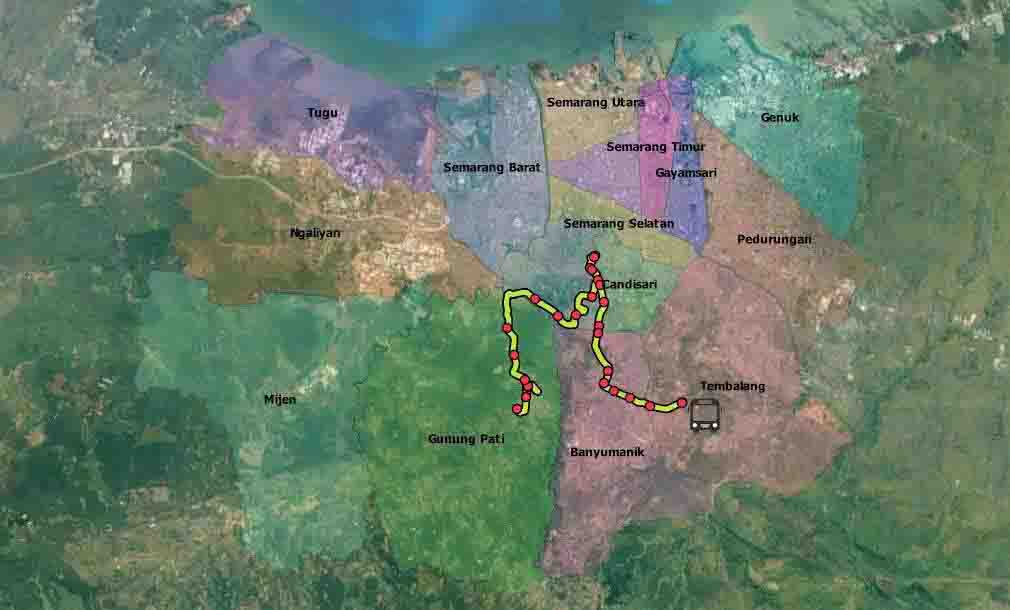 Semarang Utara
Tugu
Genuk
Semarang Timur
Semarang Barat
Gayamsari
Semarang Selatan
Ngaliyan
Pedurungan
Candisari
Tembalang
Mijen
Gunung Pati
Banyumanik